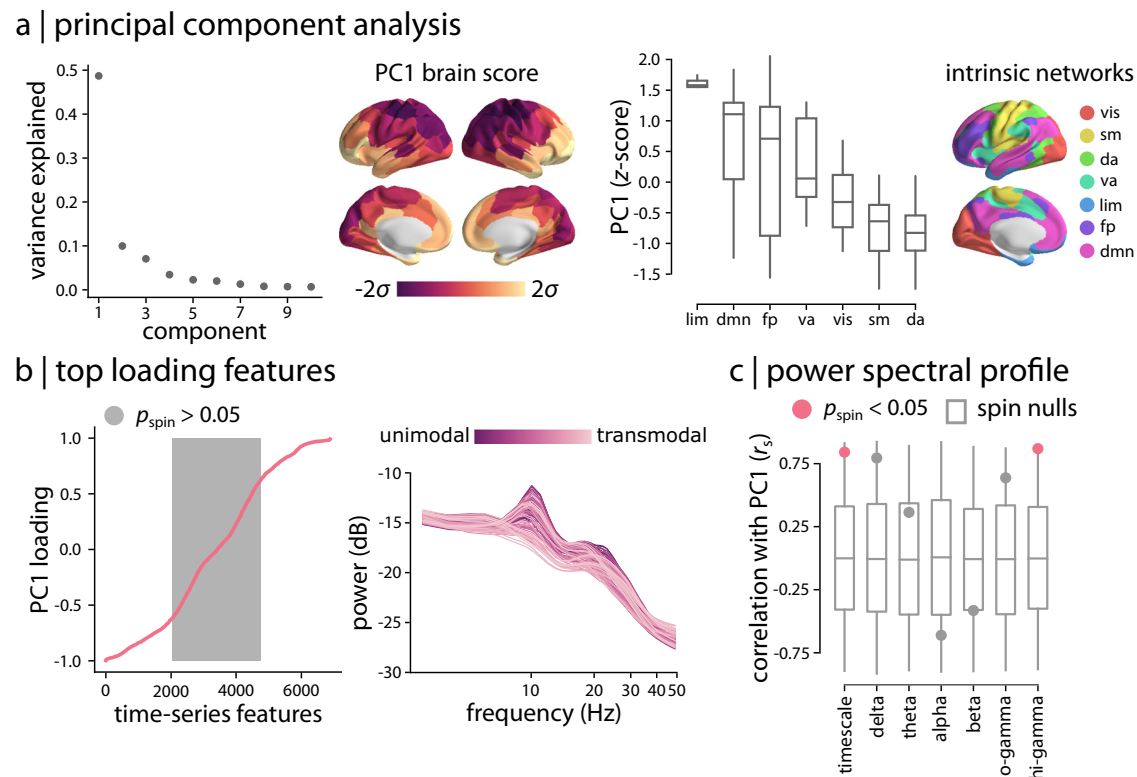 a | principal component analysis
variance explained
0.5
0.4
0.3
0.2
0.1
0.0
1
3
5
7
9
component
PC1 brain score
-2σ
2σ
PC1 (z-score)
2.0
1.5
1.0
0.5
0.0
-0.5
-1.0
-1.5
lim
dmn
fp
va
vis
sm
da
intrinsic networks
vis
sm
da
va
lim
fp
dmn
b | top loading features
pspin > 0.05
PC1 loading
1.0
0.5
0.0
-0.5
-1.0
0
2000
4000
6000
time-series features
unimodal
transmodal
power (dB)
-10
-15
-20
-25
-30
10
20
30
40
50
frequency (Hz)
c | power spectral profile
pspin < 0.05
spin nulls
correlation with PC1 (rs)
0.75
0.25
-0.25
-0.75
timescale
delta
theta
alpha
beta
o-gamma
hi-gamma